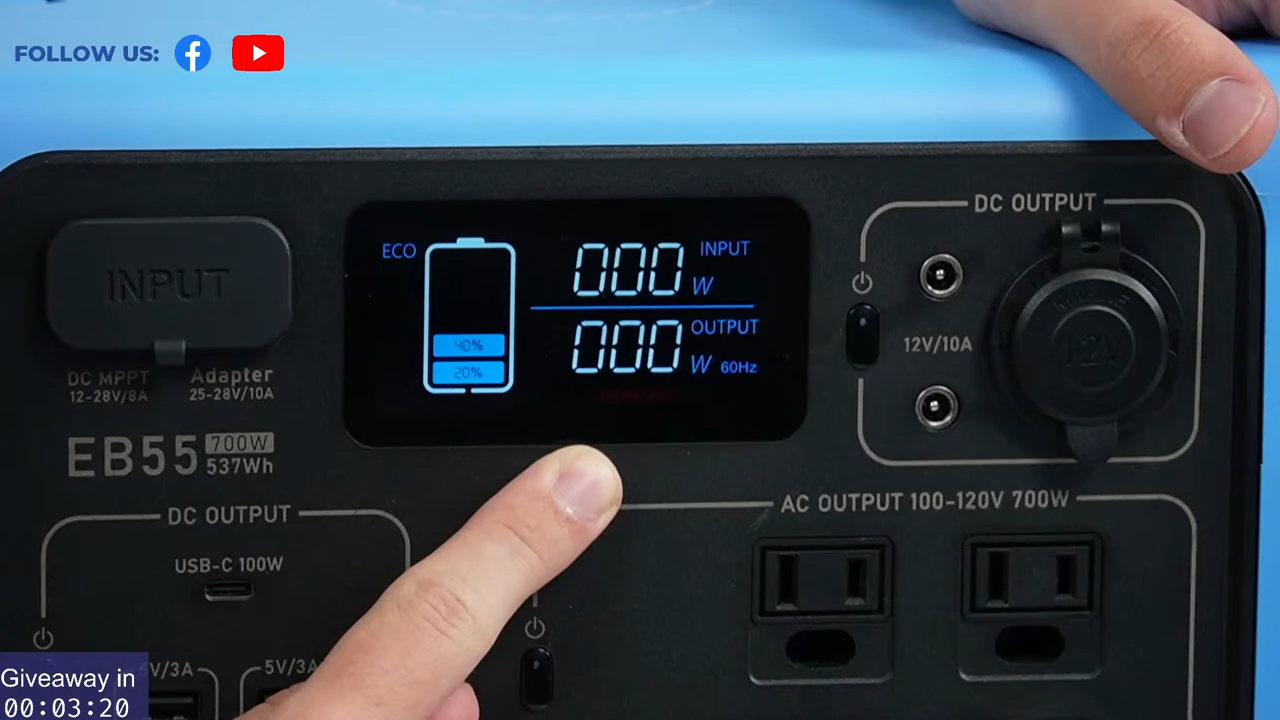 FOLLOW US:
INPUT
DC MPPT
12-28V/8A
Adapter
25-28V/10A
EB55 700W
537Wh
ECO
40%
20%
000 W INPUT
000 W OUTPUT
60Hz
DC OUTPUT
12V/10A
12V
DC OUTPUT
USB-C 100W
5V/3A
5V/3A
AC OUTPUT 100-120V 700W
Giveaway in
00:03:20